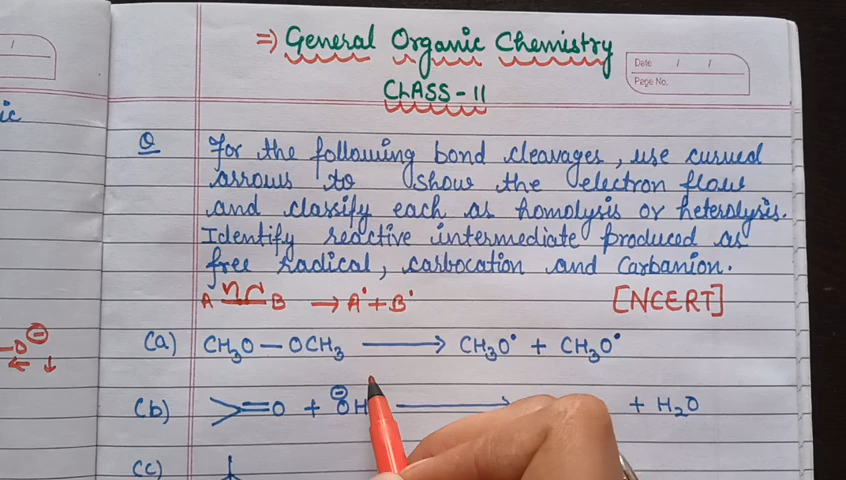 ⇒ General Organic Chemistry
Date / /
Page No.
CLASS - 11
/
ic
Q For the following bond cleavages, use curved
arrows to show the electron flow
and classify each as homolysis or heterolysis.
Identify reactive intermediate produced as
free radical, carbocation and Carbanion.
A — B → A• + B• [NCERT]
–O⊖
(a) CH₃O — OCH₃ ⟶ CH₃O• + CH₃O•
(b) =O + ⊖OH ⟶ + H₂O
(c)